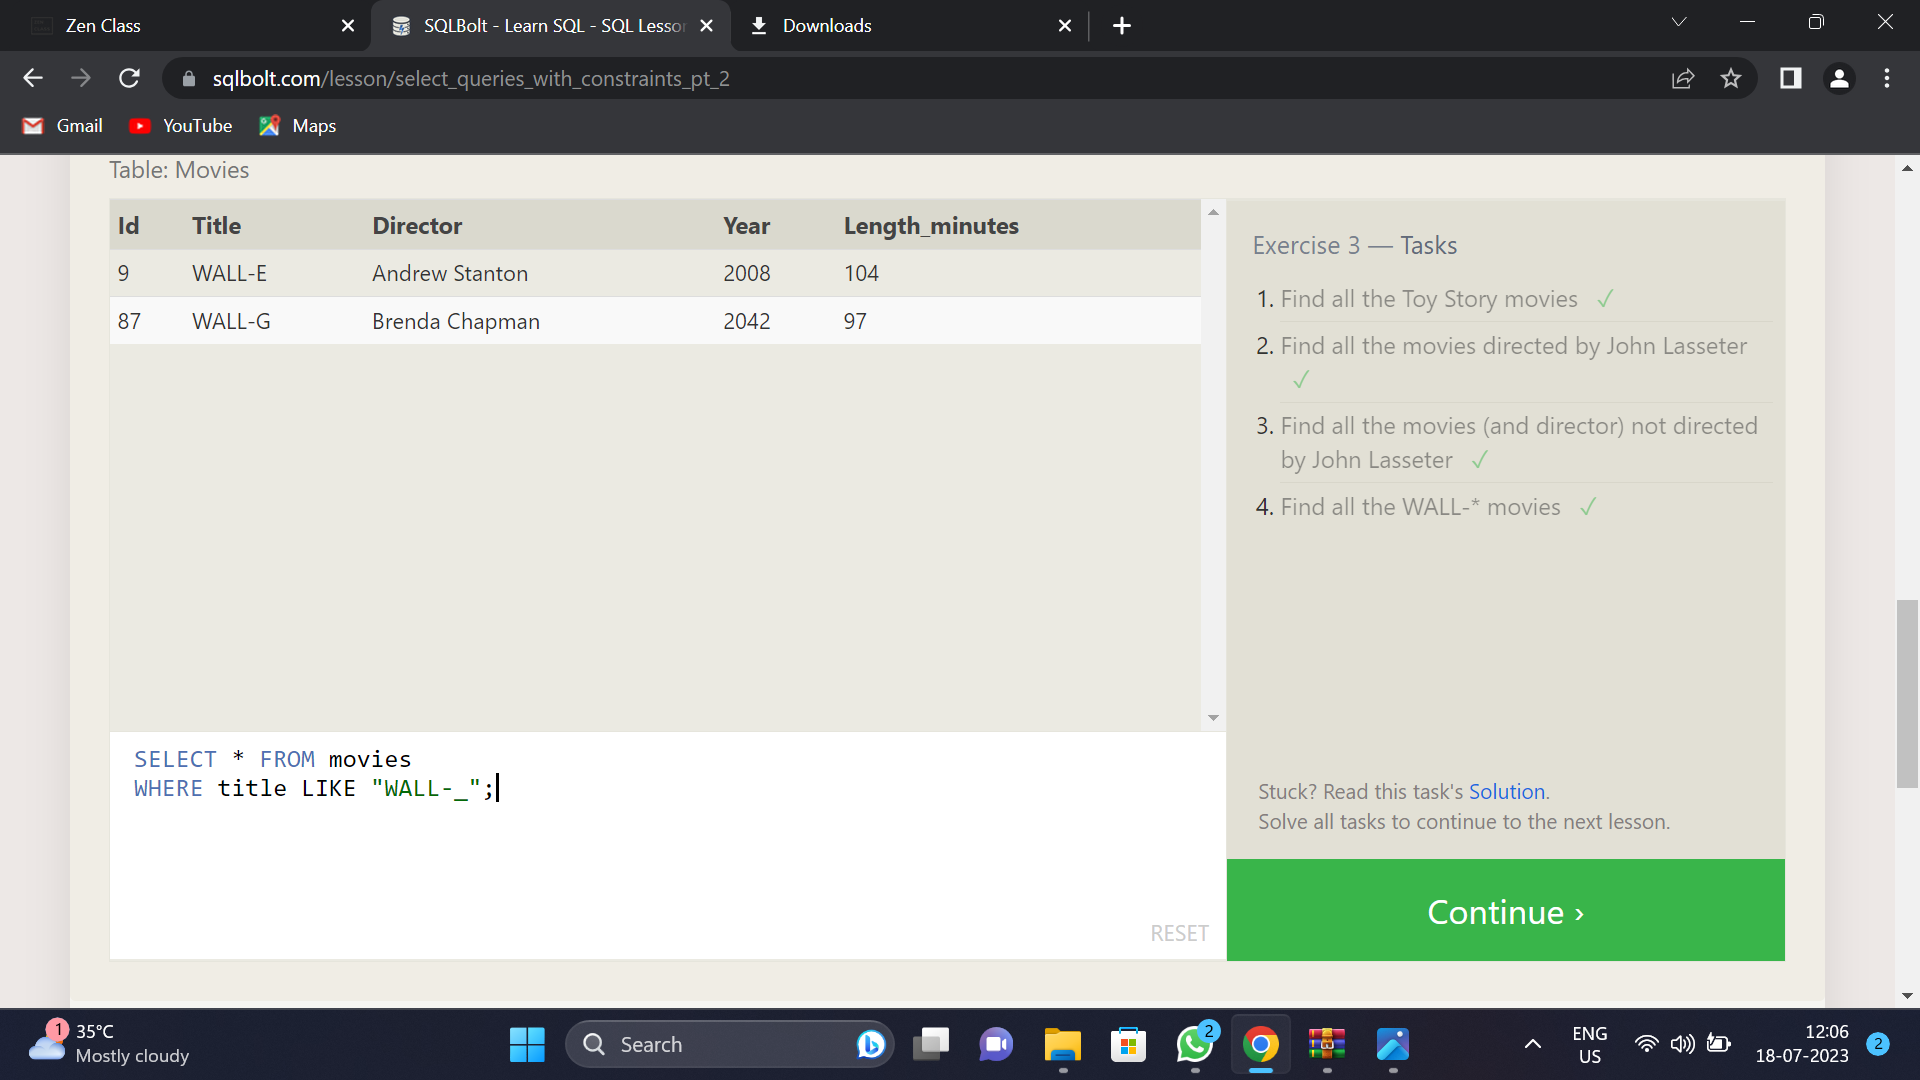 Zen Class
SQLBolt - Learn SQL - SQL Lesso
Downloads
sqlbolt.com/lesson/select_queries_with_constraints_pt_2
Gmail
YouTube
Maps
Table: Movies
Id Title Director Year Length_minutes
9 WALL-E Andrew Stanton 2008 104
87 WALL-G Brenda Chapman 2042 97
Exercise 3 — Tasks
1. Find all the Toy Story movies ✓
2. Find all the movies directed by John Lasseter
✓
3. Find all the movies (and director) not directed
by John Lasseter ✓
4. Find all the WALL-* movies ✓
SELECT * FROM movies
WHERE title LIKE "WALL-_";
RESET
Stuck? Read this task's Solution.
Solve all tasks to continue to the next lesson.
Continue ›
1
35°C
Mostly cloudy
Search
2
ENG
US
12:06
18-07-2023
2